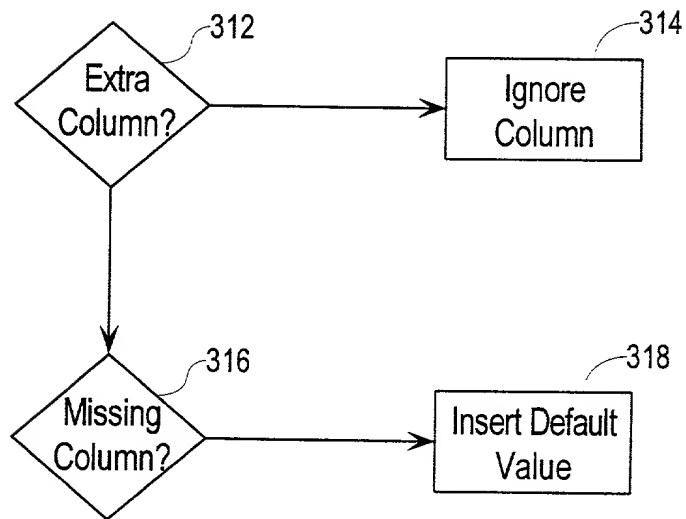 312
Extra
Column?
314
Ignore
Column
316
Missing
Column?
318
Insert Default
Value